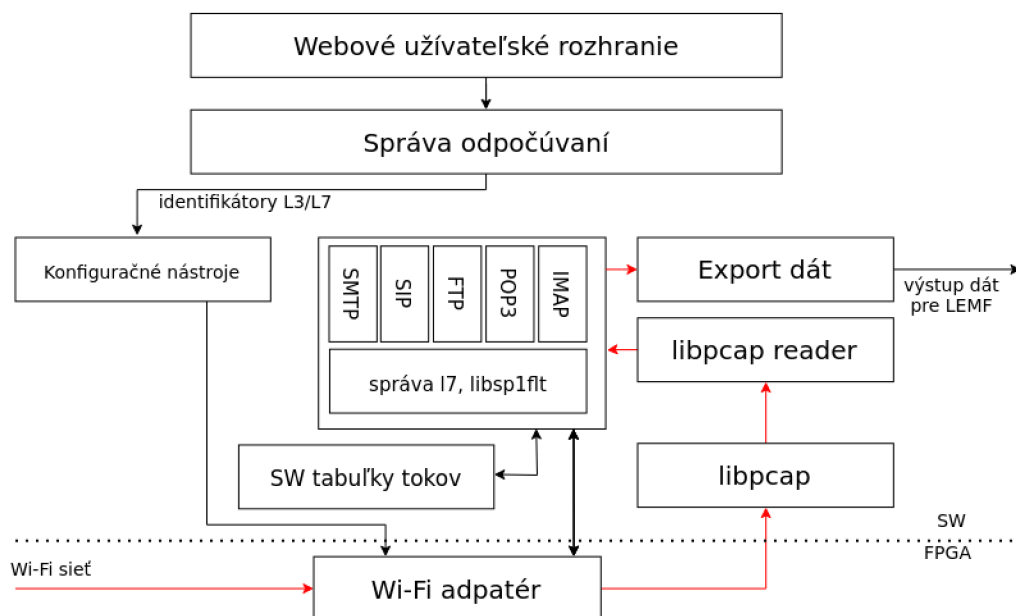 Webové užívateľské rozhranie
Správa odpočúvaní
identifikátory L3/L7
Konfiguračné nástroje
SMTP
SIP
FTP
POP3
IMAP
správa l7, libsp1flt
Export dát
výstup dát
pre LEMF
libpcap reader
SW tabuľky tokov
libpcap
SW
FPGA
Wi-Fi sieť
Wi-Fi adpatér